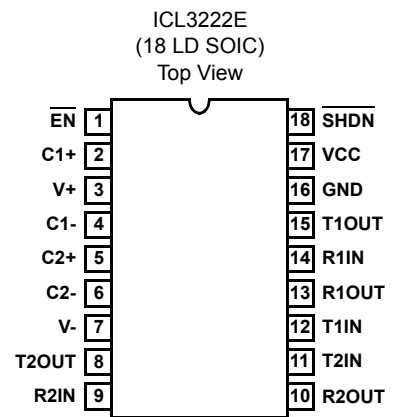 ICL3222E
(18 LD SOIC)
Top View
EN 1 18 SHDN
C1+ 2 17 VCC
V+ 3 16 GND
C1- 4 15 T1OUT
C2+ 5 14 R1IN
C2- 6 13 R1OUT
V- 7 12 T1IN
T2OUT 8 11 T2IN
R2IN 9 10 R2OUT